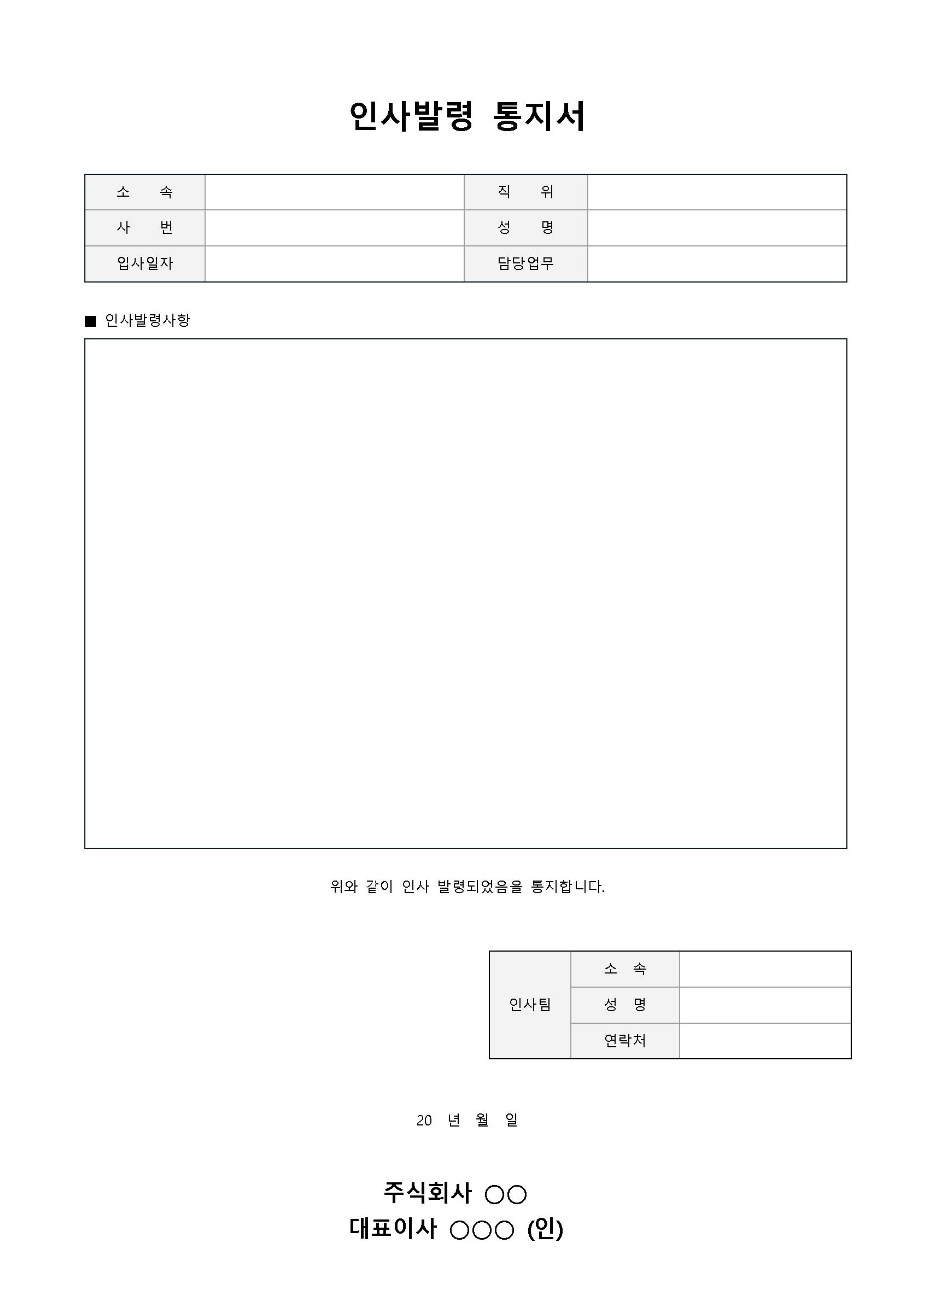 인사발령 통지서
소 속 직 위
사 번 성 명
입사일자 담당업무
■ 인사발령사항
위와 같이 인사 발령되었음을 통지합니다.
소 속
인사팀 성 명
연락처
20 년 월 일
주식회사 ○○
대표이사 ○○○ (인)